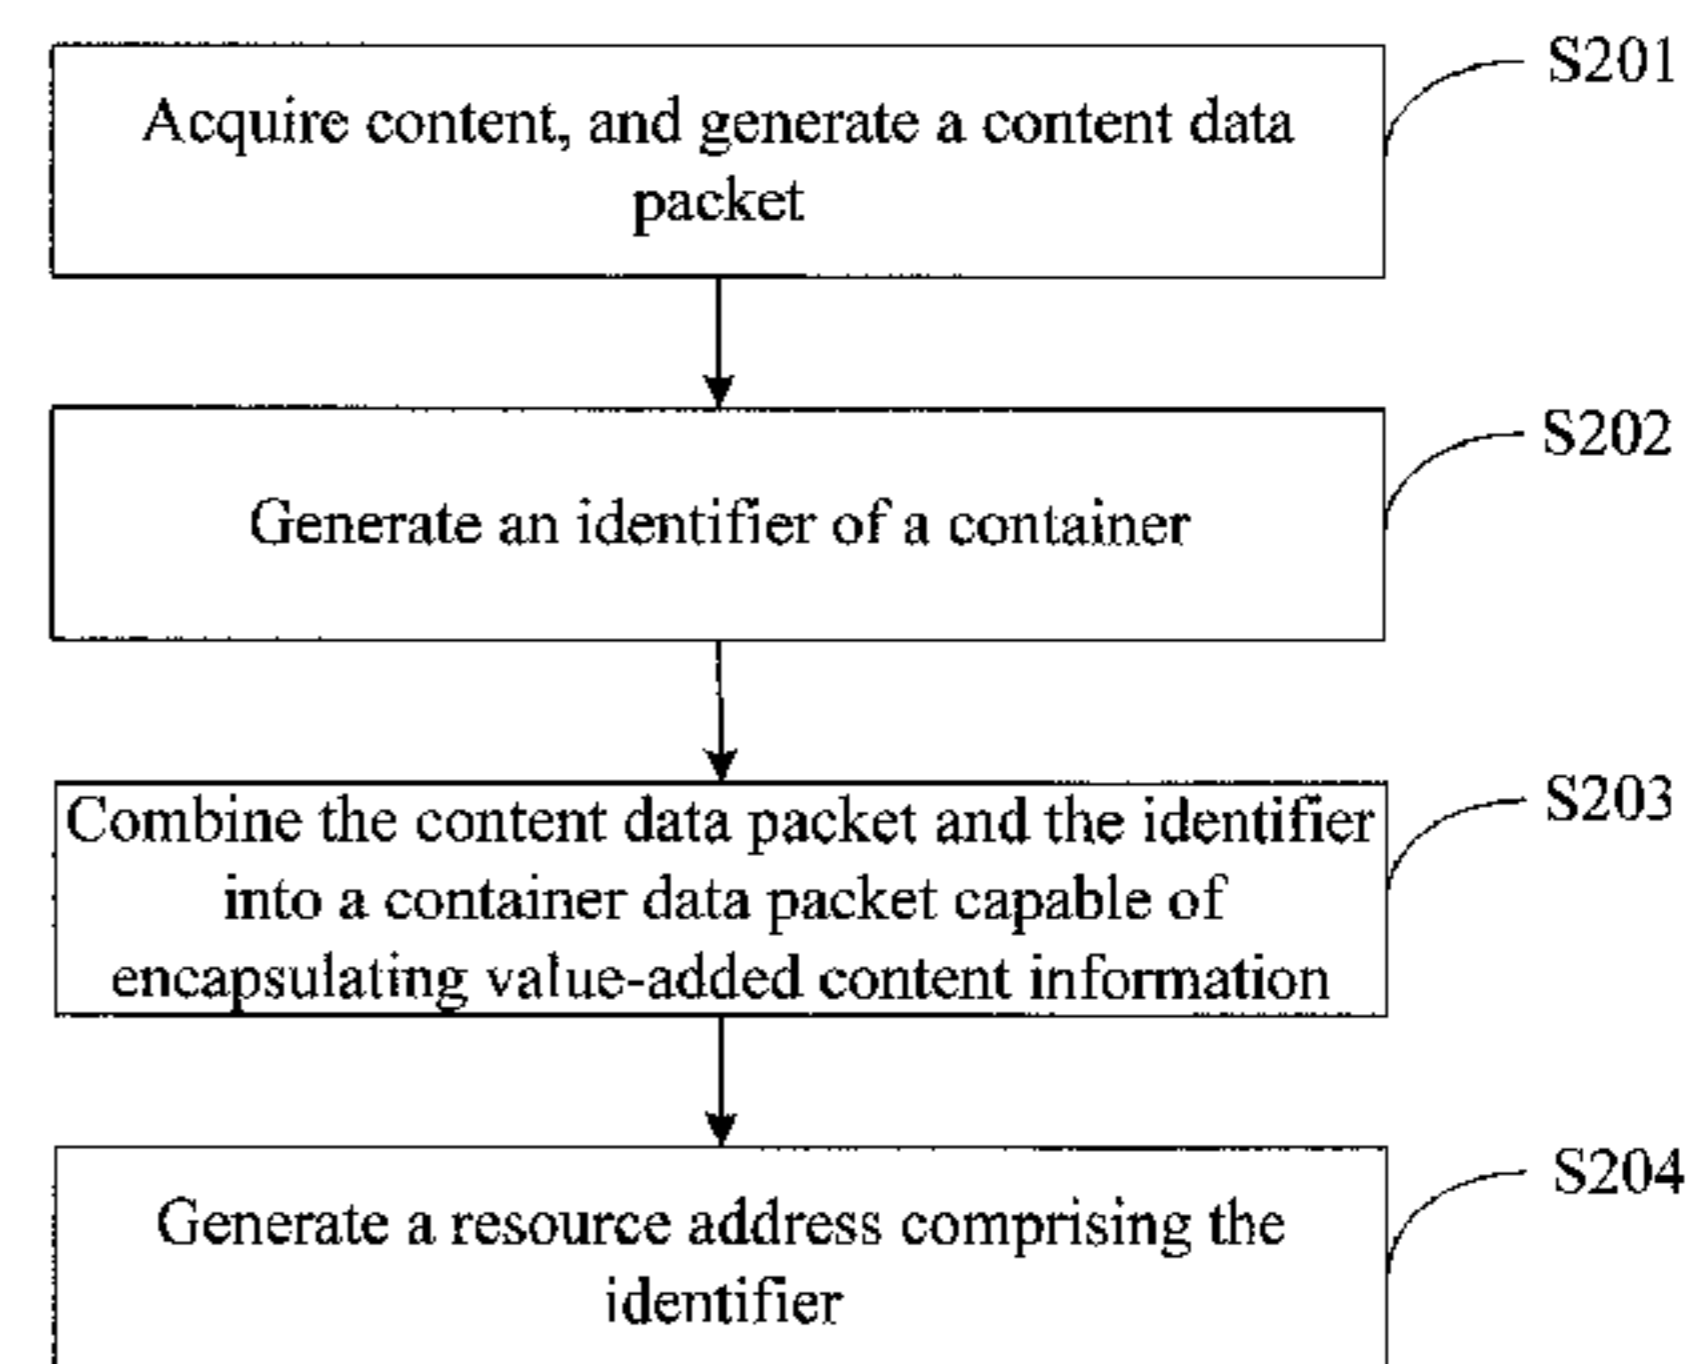 S201
Acquire content, and generate a content data
packet
S202
Generate an identifier of a container
S203
Combine the content data packet and the identifier
into a container data packet capable of
encapsulating value-added content information
S204
Generate a resource address comprising the
identifier